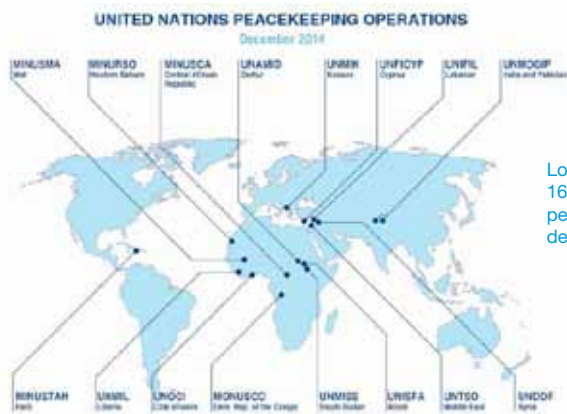 UNITED NATIONS PEACEKEEPING OPERATIONS
December 2014
MINUSMA
Mali
MINURSO
Western Sahara
MINUSCA
Central African
Republic
UNAMID
Darfur
UNMIK
Kosovo
UNFICYP
Cyprus
UNIFIL
Lebanon
UNMOGIP
India and Pakistan
Lo
16
pe
de
MINUSTAH
Haiti
UNMIL
Liberia
UNOCI
Côte d'Ivoire
MONUSCO
Dem. Rep. of the Congo
UNMISS
South Sudan
UNISFA
Abyei
UNTSO
Middle East
UNDOF
Syria